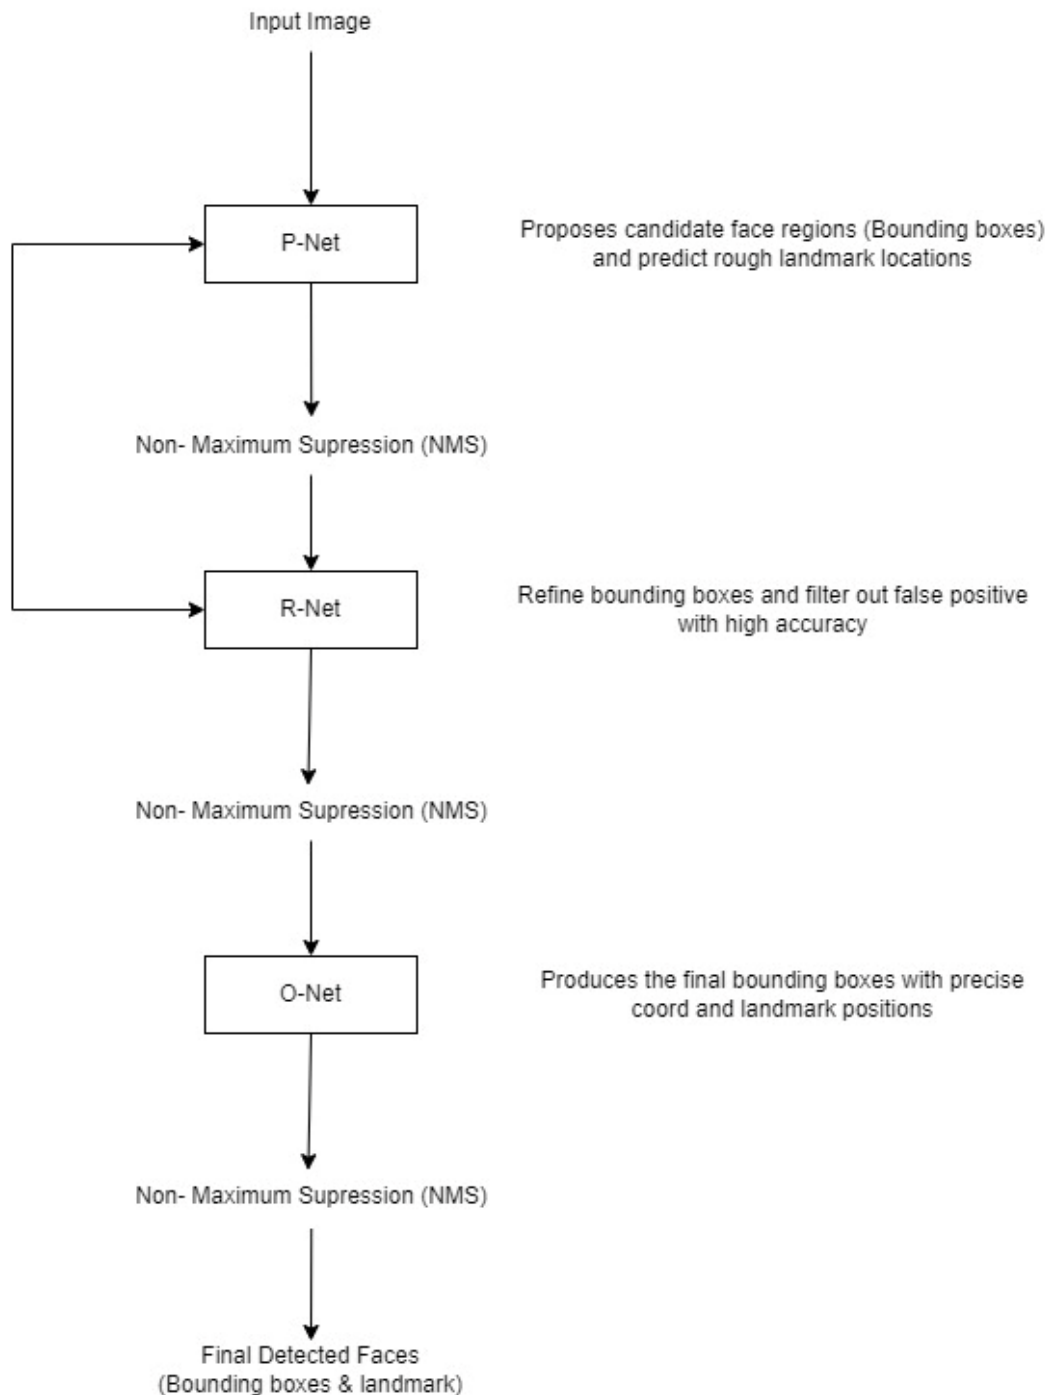 Input Image
P-Net
Proposes candidate face regions (Bounding boxes)
and predict rough landmark locations
Non- Maximum Supression (NMS)
R-Net
Refine bounding boxes and filter out false positive
with high accuracy
Non- Maximum Supression (NMS)
O-Net
Produces the final bounding boxes with precise
coord and landmark positions
Non- Maximum Supression (NMS)
Final Detected Faces
(Bounding boxes & landmark)